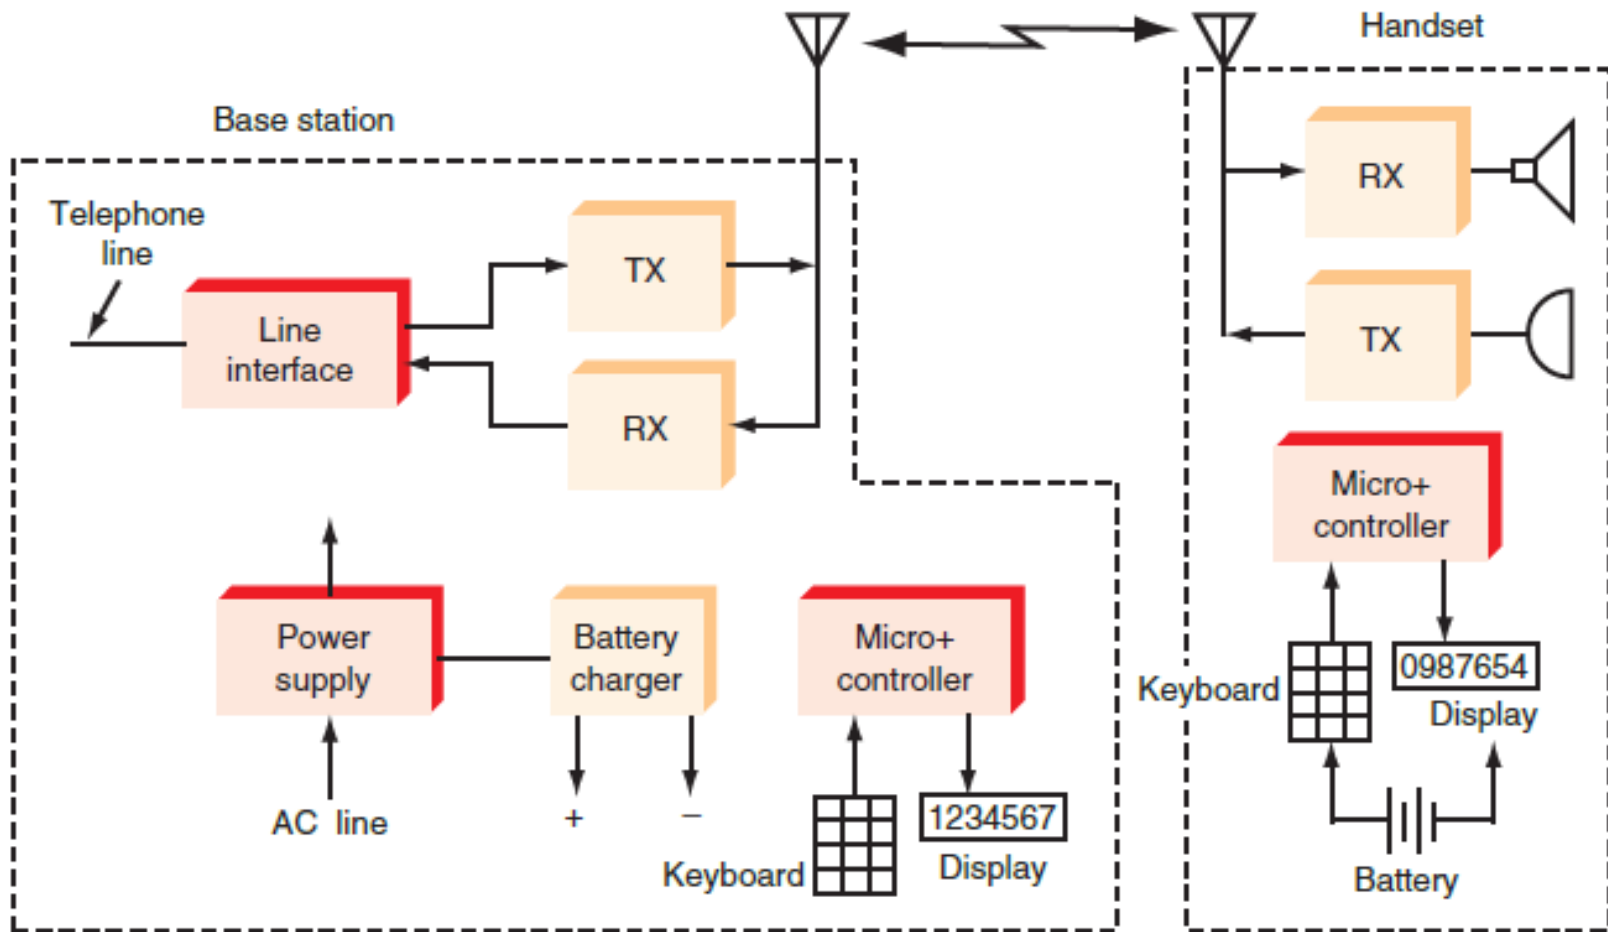 Handset
Base station
Telephone
line
Line
interface
TX
RX
RX
TX
Micro+
controller
Power
supply
Battery
charger
Micro+
controller
AC line
+
−
Keyboard
1234567
Display
Keyboard
0987654
Display
Battery